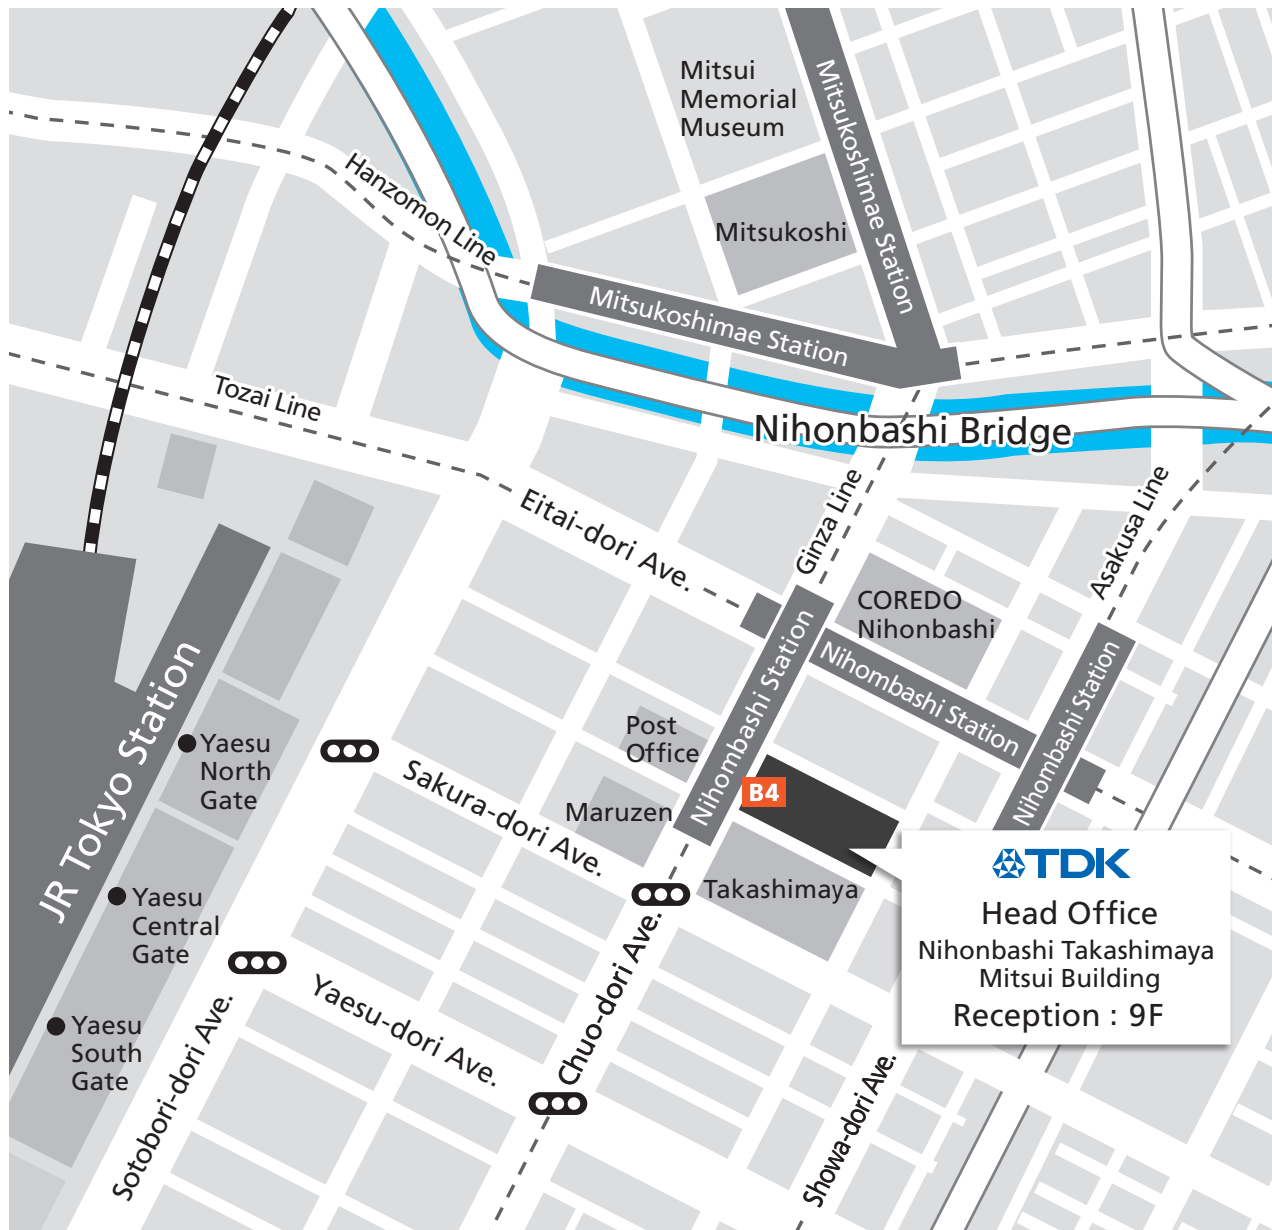 Mitsui
Memorial
Museum
Mitsukoshimae Station
Mitsukoshi
Hanzomon Line
Mitsukoshimae Station
Tozai Line
Nihonbashi Bridge
Eitai-dori Ave.
Ginza Line
Asakusa Line
COREDO
Nihonbashi
Nihombashi Station
Nihombashi Station
Nihombashi Station
JR Tokyo Station
Yaesu
North
Gate
Post
Office
Sakura-dori Ave.
Maruzen
B4
Takashimaya
TDK
Head Office
Nihonbashi Takashimaya
Mitsui Building
Reception : 9F
Yaesu
Central
Gate
Yaesu
South
Gate
Yaesu-dori Ave.
Chuo-dori Ave.
Sotobori-dori Ave.
Showa-dori Ave.